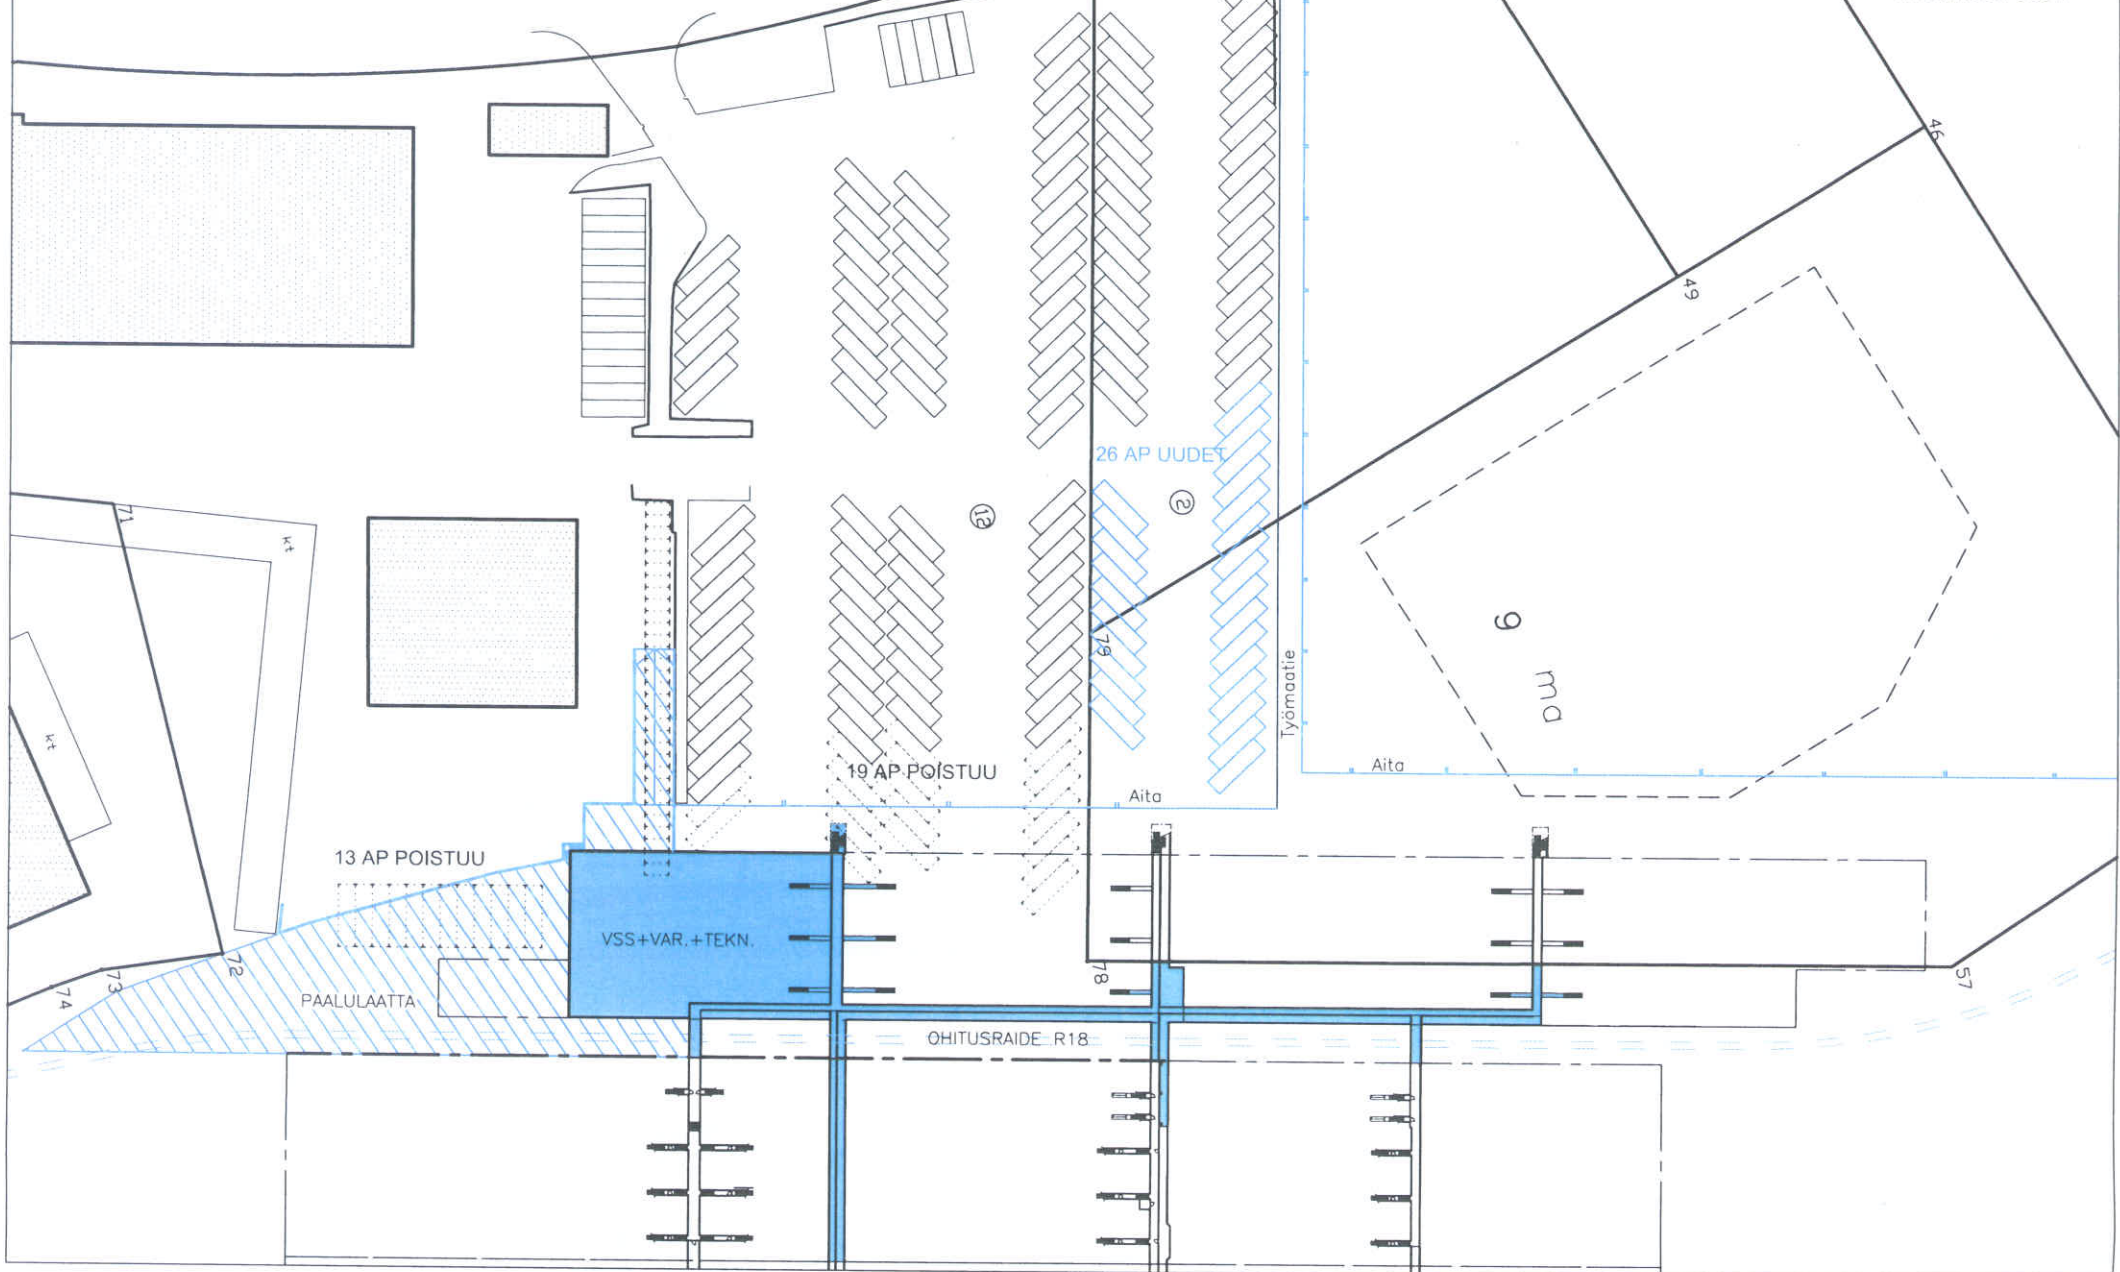 46
49
26 AP UUDET
12
2
71
kt
79
9
ma
Työmaatie
kt
19 AP POISTUU
Aita
Aita
13 AP POISTUU
VSS+VAR.+TEKN.
72
73
74
78
57
PAALULAATTA
OHITUSRAIDE R18